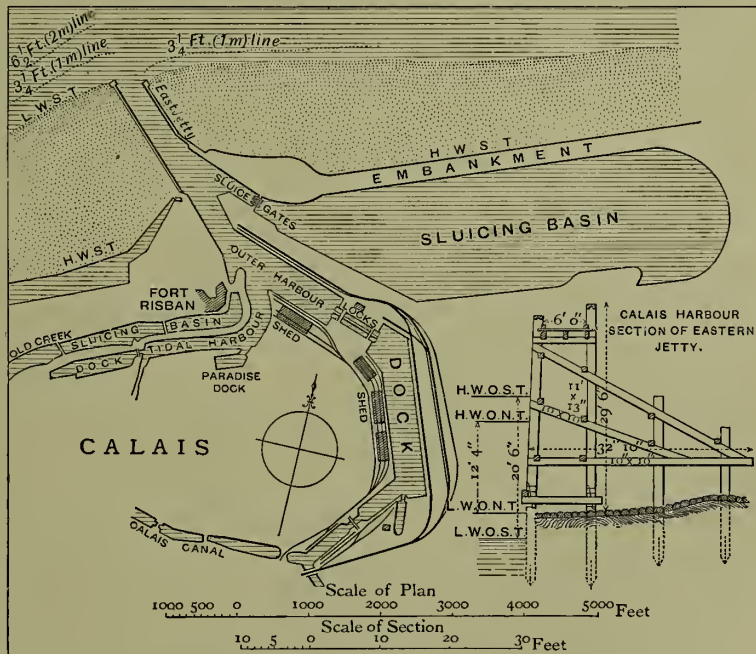 6½ Ft.(2m)line
3¼ Ft.(1m)line
3¼ Ft.(1m)line
L.W.S.T
East Jetty
H.W.S.T.
EMBANKMENT
SLUICE GATES
SLUICING BASIN
H.W.S.T.
OUTER HARBOUR
FORT
RISBAN
LOCKS
CALAIS HARBOUR
SECTION OF EASTERN
JETTY.
6' 6"
OLD CREEK
SLUICING BASIN
DOCK
TIDAL HARBOUR
SHED
PARADISE
DOCK
DOCK
SHED
H.W.O.S.T.
H.W.O.N.T.
11" x 13"
29' 6"
CALAIS
32' 10"
10"x10"
12' 4"
20' 6"
L.W.O.N.T.
L.W.O.S.T.
CALAIS CANAL
Scale of Plan
1000 500 0 1000 2000 3000 4000 5000 Feet
Scale of Section
10 5 0 10 20 30 Feet